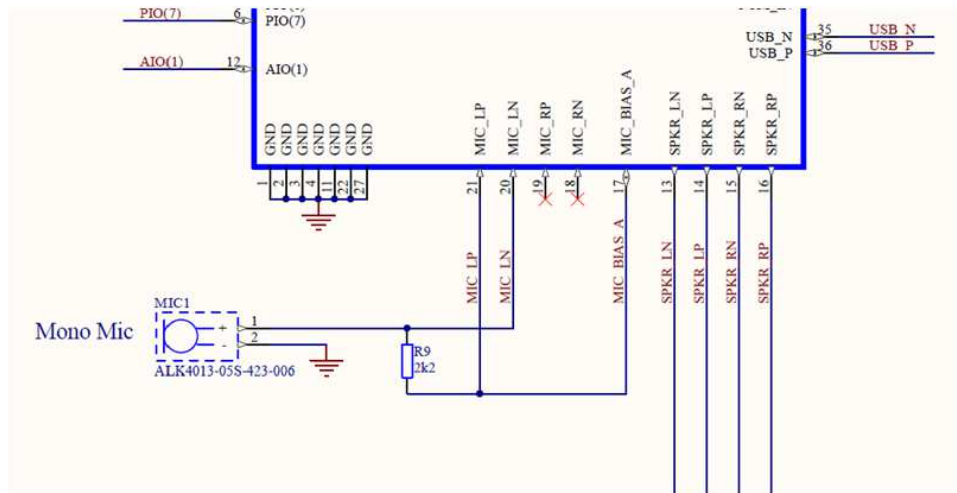 PIO(7)
6
PIO(7)
AIO(1)
12
AIO(1)
USB_N
35
USB_N
USB_P
36
USB_P
GND
GND
GND
GND
GND
GND
GND
MIC_LP
MIC_LN
MIC_RP
MIC_RN
MIC_BIAS_A
SPKR_LN
SPKR_LP
SPKR_RN
SPKR_RP
1
2
3
4
11
22
27
21
20
19
18
17
13
14
15
16
MIC_LP
MIC_LN
MIC_BIAS_A
SPKR_LN
SPKR_LP
SPKR_RN
SPKR_RP
Mono Mic
MIC1
+
-
1
2
ALK4013-05S-423-006
R9
2k2